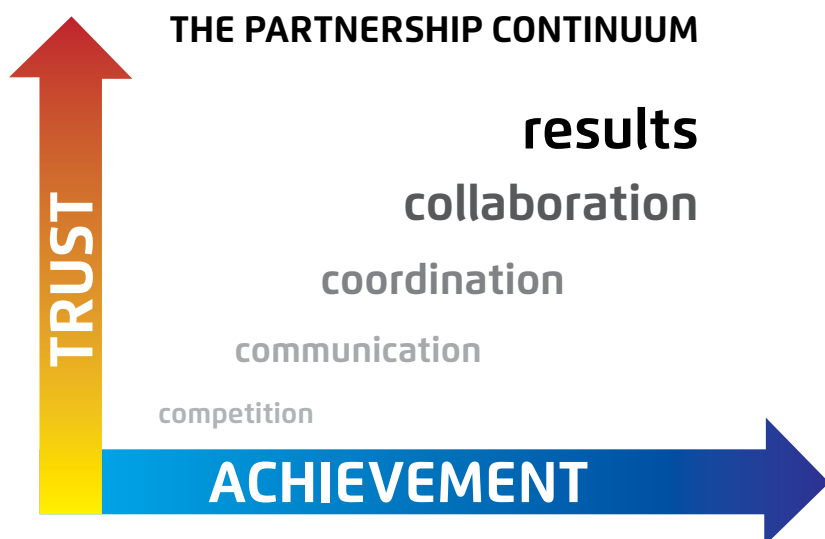 THE PARTNERSHIP CONTINUUM
results
collaboration
coordination
communication
competition
TRUST
ACHIEVEMENT